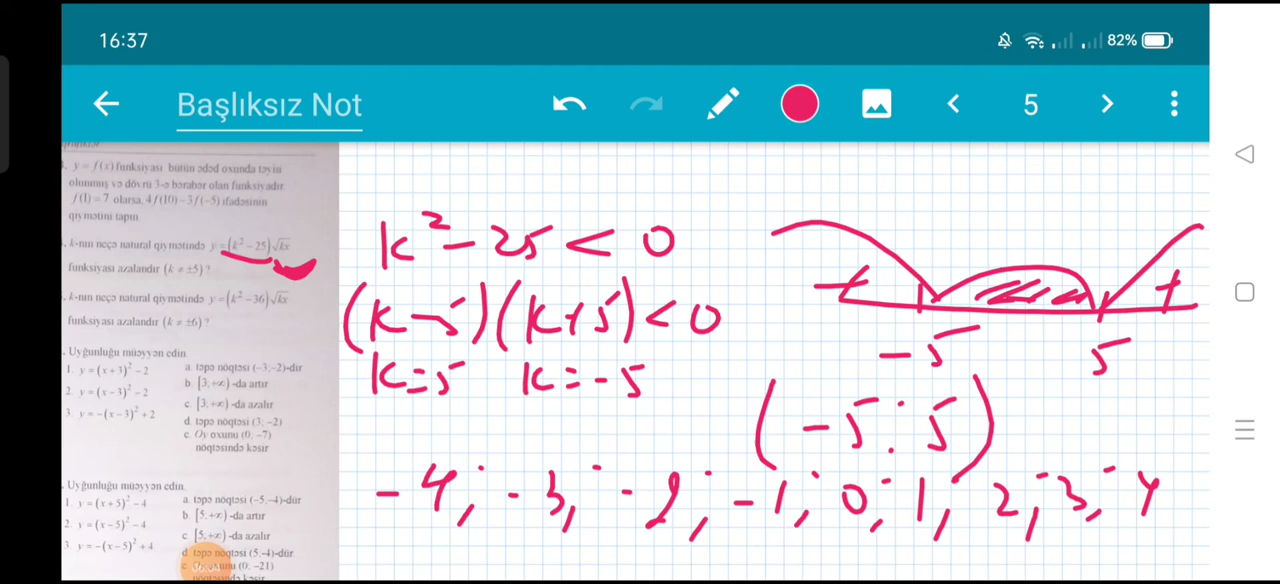 16:37
82%
Başlıksız Not
5
y = f(x) funksiyası bütün ədəd oxunda təyin
olunmuş və dövrü 3-ə bərabər olan funksiyadır.
f(1) = 7 olarsa, 4f(10) − 3f(−5) ifadəsinin
qiymətini tapın
. k-nin neçə natural qiymətində y = (k² − 25)√kx
funksiyası azalandır (k ≠ ±5)?
. k-nin neçə natural qiymətində y = (k² − 36)√kx
funksiyası azalandır (k ≠ ±6)?
. Uyğunluğu müəyyən edin.
1. y = (x + 3)² − 2
2. y = (x − 3)² − 2
3. y = −(x − 3)² + 2
a. təpə nöqtəsi (−3; −2)-dir
b. [3; +∞) -da artır
c. [3; +∞) -da azalır
d. təpə nöqtəsi (3; −2)
e. Oy oxunu (0; −7)
nöqtəsində kəsir
. Uyğunluğu müəyyən edin.
1. y = (x + 5)² − 4
2. y = (x − 5)² − 4
3. y = −(x − 5)² + 4
a. təpə nöqtəsi (−5; −4)-dür
b. [5; +∞) -da artır
c. [5; +∞) -da azalır
d. təpə nöqtəsi (5; −4)-dür
e. Oy oxunu (0; −21)
k² − 25 < 0
(k − 5)(k + 5) < 0
k = 5 k = −5
+ +
−5 5
(−5 ; 5)
−4; −3; −2; −1; 0; 1; 2; 3; 4